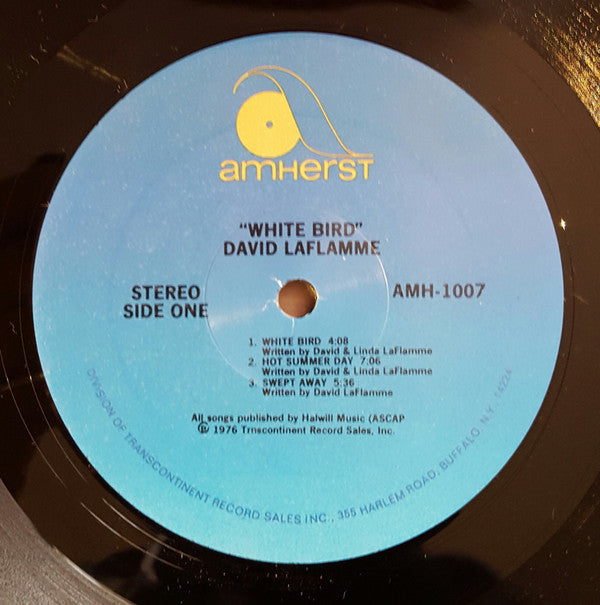 amHersT
"WHITE BIRD"
DAVID LAFLAMME
STEREO
SIDE ONE
AMH-1007
1. WHITE BIRD 4:08
Written by David & Linda LaFlamme
2. HOT SUMMER DAY 7:06
Written by David & Linda LaFlamme
3. SWEPT AWAY 5:36
Written by David LaFlamme
All songs published by Halwill Music (ASCAP
℗ 1976 Trnscontinent Record Sales, Inc.
DIVISION OF TRANSCONTINENT RECORD SALES INC., 355 HARLEM ROAD, BUFFALO, N.Y. 14224